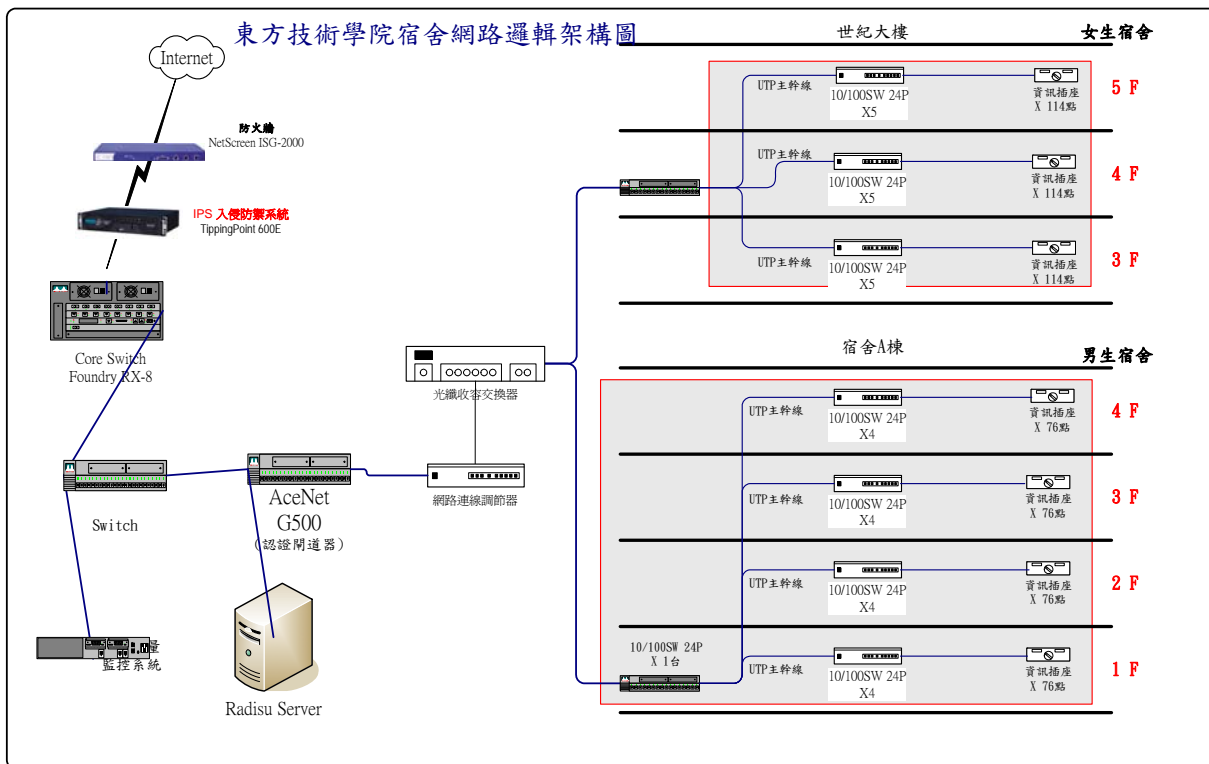 東方技術學院宿舍網路邏輯架構圖
Internet
防火牆
NetScreen ISG-2000
IPS 入侵防禦系統
TippingPoint 600E
Core Switch
Foundry RX-8
Switch
量
監控系統
AceNet
G500
(認證閘道器)
Radisu Server
光纖收容交換器
網路連線調節器
世紀大樓
女生宿舍
UTP主幹線
10/100SW 24P
X5
資訊插座
X 114點
5 F
UTP主幹線
10/100SW 24P
X5
資訊插座
X 114點
4 F
UTP主幹線
10/100SW 24P
X5
資訊插座
X 114點
3 F
宿舍A棟
男生宿舍
UTP主幹線
10/100SW 24P
X4
資訊插座
X 76點
4 F
UTP主幹線
10/100SW 24P
X4
資訊插座
X 76點
3 F
UTP主幹線
10/100SW 24P
X4
資訊插座
X 76點
2 F
10/100SW 24P
X 1台
UTP主幹線
10/100SW 24P
X4
資訊插座
X 76點
1 F